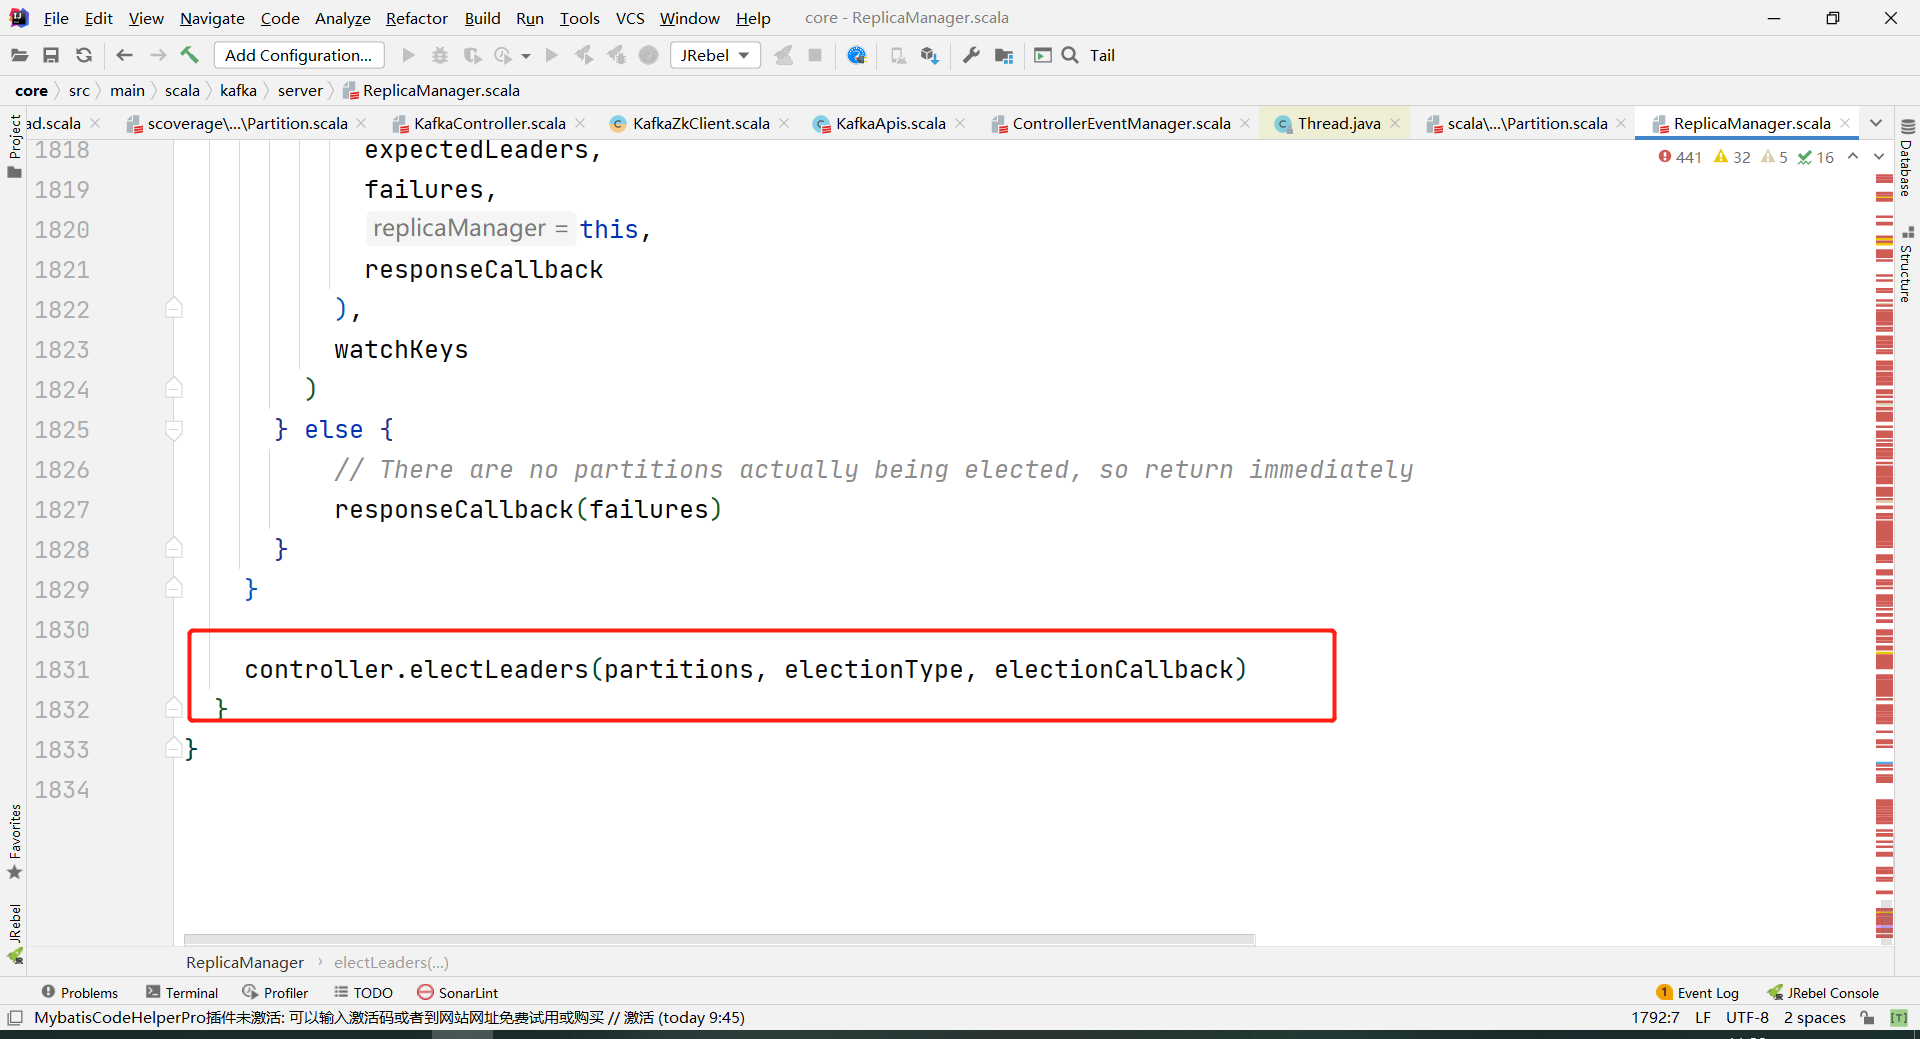 File Edit View Navigate Code Analyze Refactor Build Run Tools VCS Window Help core - ReplicaManager.scala
Add Configuration... JRebel Tail
core src main scala kafka server ReplicaManager.scala
ad.scala scoverage\...\Partition.scala KafkaController.scala KafkaZkClient.scala KafkaApis.scala ControllerEventManager.scala Thread.java scala\...\Partition.scala ReplicaManager.scala
441 32 5 16
1818 expectedLeaders,
1819 failures,
1820 replicaManager = this,
1821 responseCallback
1822 ),
1823 watchKeys
1824 )
1825 } else {
1826 // There are no partitions actually being elected, so return immediately
1827 responseCallback(failures)
1828 }
1829 }
1830
1831 controller.electLeaders(partitions, electionType, electionCallback)
1832 }
1833 }
1834
Project
Favorites
JRebel
Database
Structure
ReplicaManager electLeaders(...)
Problems Terminal Profiler TODO SonarLint 1 Event Log JRebel Console
MybatisCodeHelperPro插件未激活: 可以输入激活码或者到网站网址免费试用或购买 // 激活 (today 9:45) 1792:7 LF UTF-8 2 spaces [T]